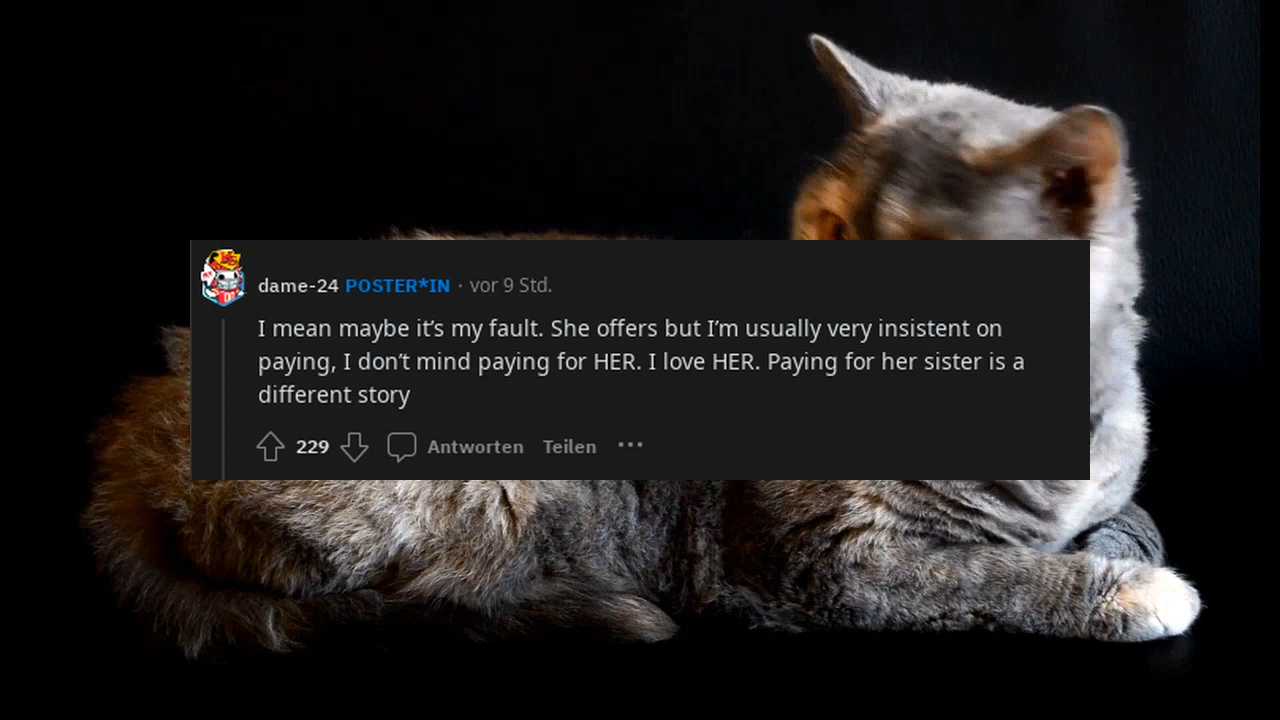 dame-24 POSTER*IN · vor 9 Std.
I mean maybe it’s my fault. She offers but I’m usually very insistent on
paying, I don’t mind paying for HER. I love HER. Paying for her sister is a
different story
229 Antworten Teilen ···